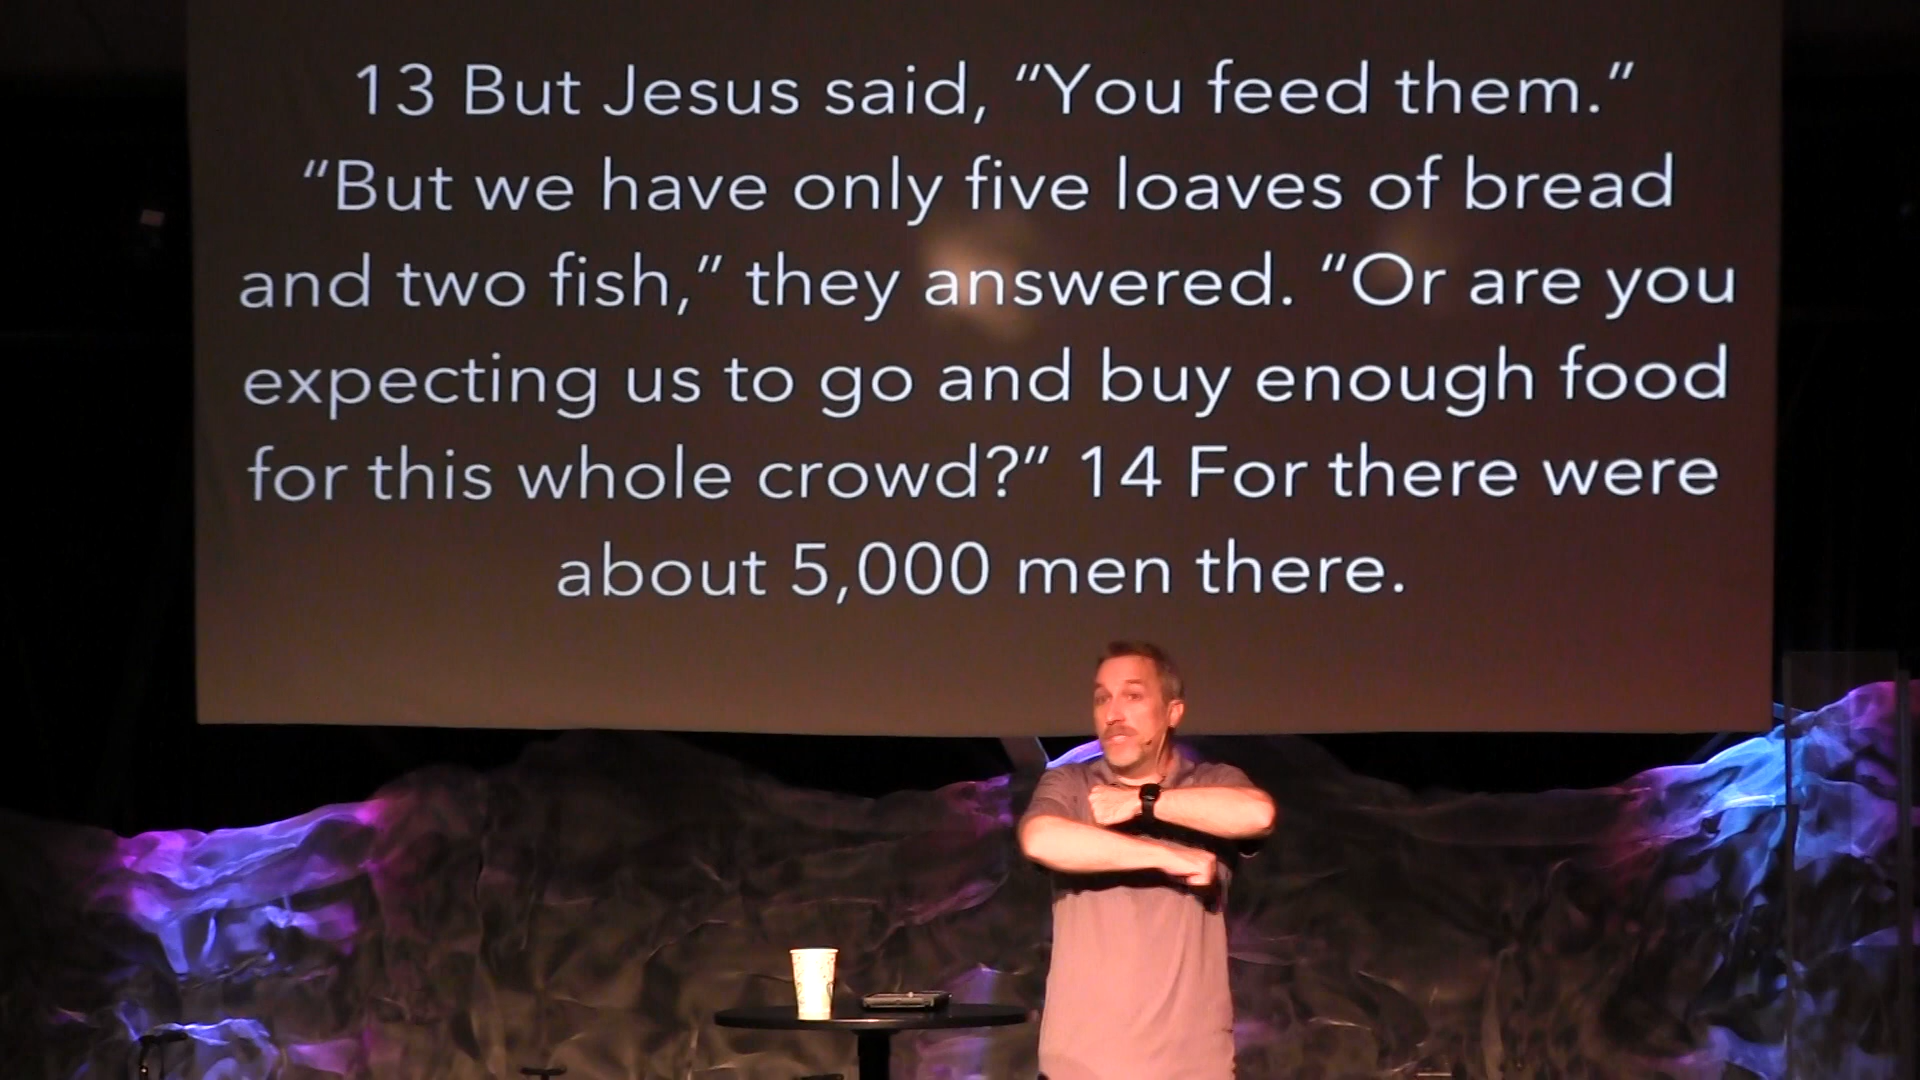 13 But Jesus said, “You feed them.”
“But we have only five loaves of bread
and two fish,” they answered. “Or are you
expecting us to go and buy enough food
for this whole crowd?” 14 For there were
about 5,000 men there.